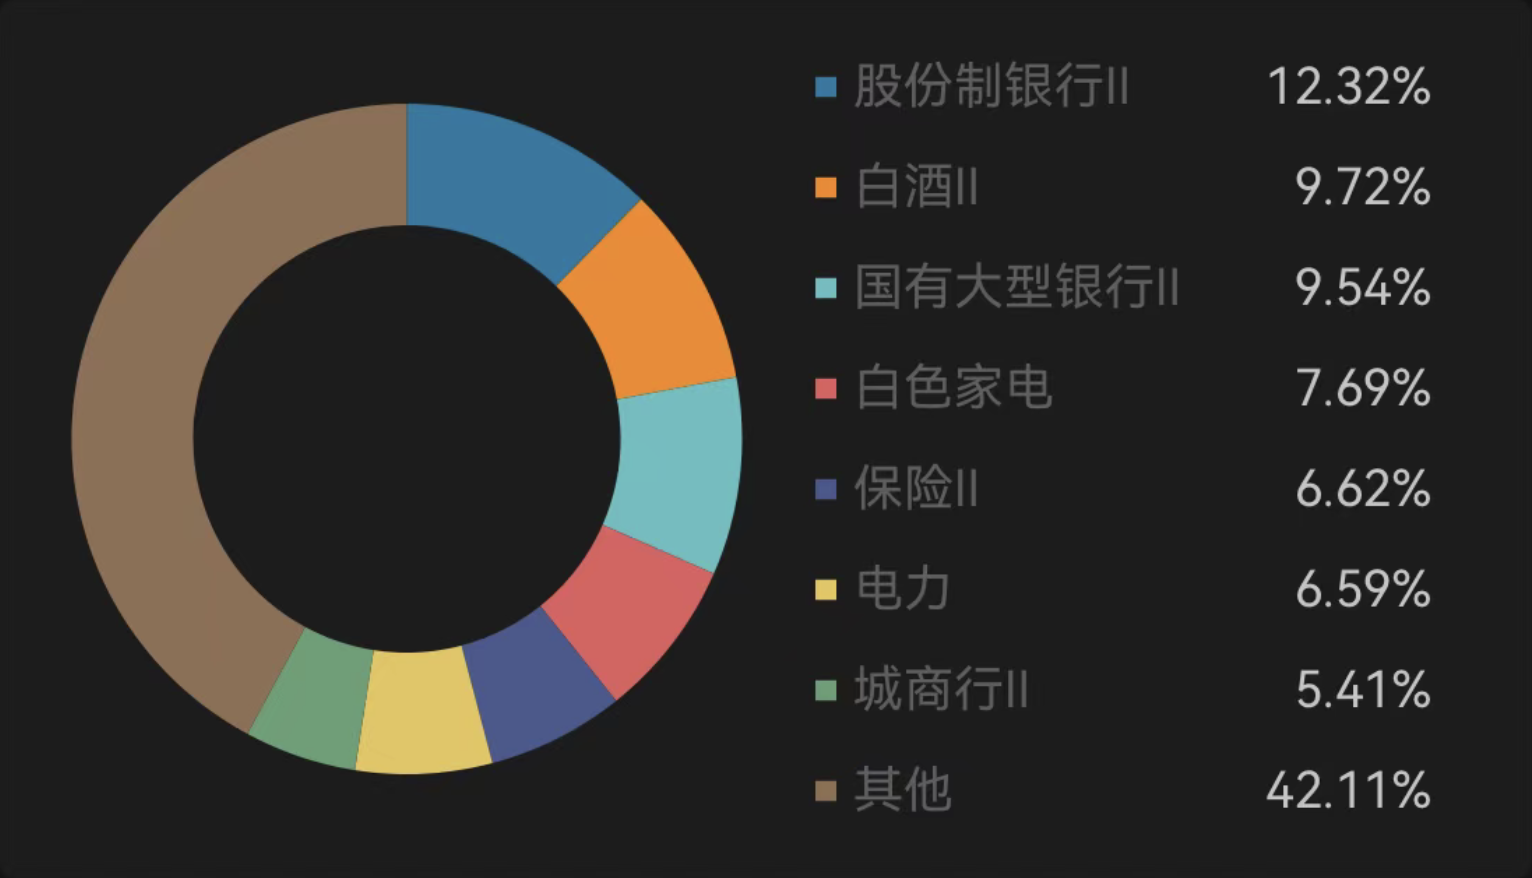 股份制银行II 12.32%
白酒II 9.72%
国有大型银行II 9.54%
白色家电 7.69%
保险II 6.62%
电力 6.59%
城商行II 5.41%
其他 42.11%